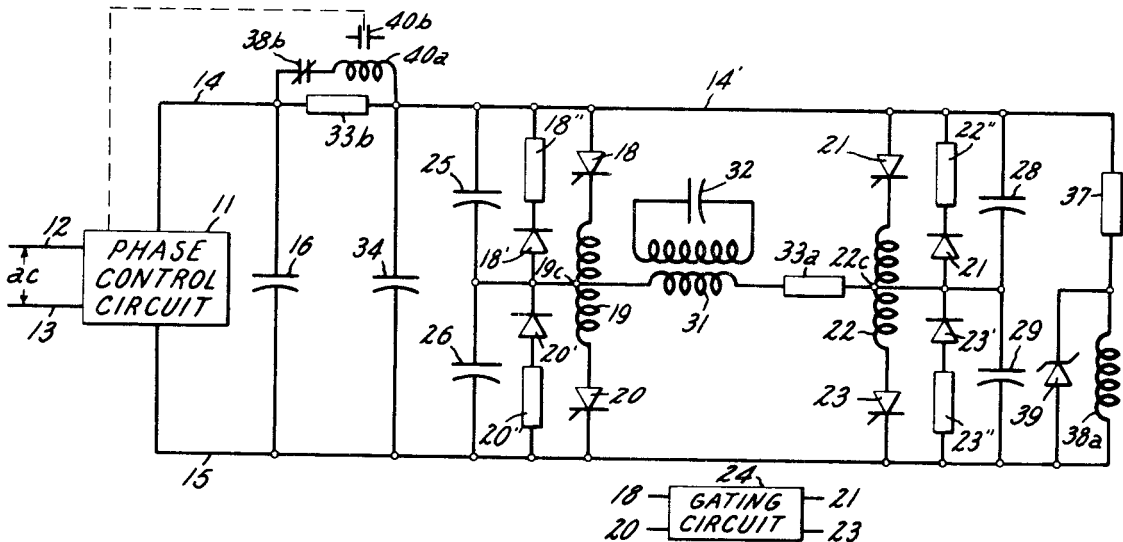 40b
38b
40a
14
14'
33b
18"
18
21
22"
25
32
28
12
11
PHASE
CONTROL
CIRCUIT
ac
13
16
34
18'
19c
33a
22c
21
37
19
31
22
26
20'
23'
29
20
23
39
38a
20"
23"
15
24
18
GATING
CIRCUIT
21
20
23